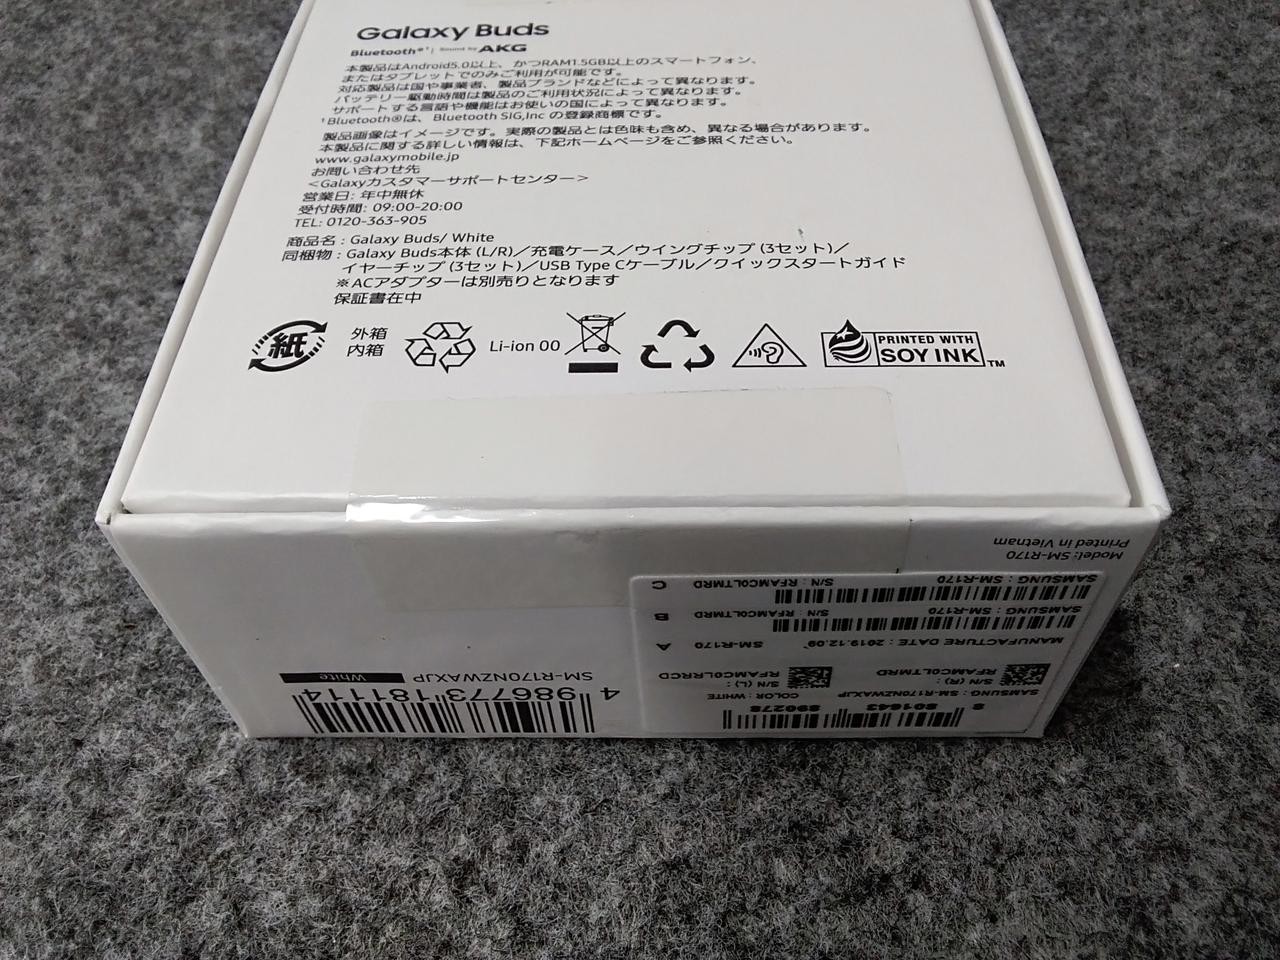 Galaxy Buds
Bluetooth®¹ | Sound by AKG
本製品はAndroid5.0以上、かつRAM1.5GB以上のスマートフォン、
またはタブレットでのみご利用が可能です。
対応製品は国や事業者、製品ブランドなどによって異なります。
バッテリー駆動時間は製品のご利用状況によって異なります。
サポートする言語や機能はお使いの国によって異なります。
¹Bluetooth®は、Bluetooth SIG,Inc の登録商標です。
製品画像はイメージです。実際の製品とは色味も含め、異なる場合があります。
本製品に関する詳しい情報は、下記ホームページをご参照ください。
www.galaxymobile.jp
お問い合わせ先
<Galaxyカスタマーサポートセンター>
営業日: 年中無休
受付時間: 09:00-20:00
TEL: 0120-363-905
商品名 : Galaxy Buds/ White
同梱物 : Galaxy Buds本体 (L/R)／充電ケース／ウイングチップ (3セット)／
イヤーチップ (3セット)／USB Type Cケーブル／クイックスタートガイド
※ACアダプターは別売りとなります
保証書在中
紙
外箱
内箱
Li-ion 00
PRINTED WITH
SOY INK™
Model: SM-R170
Printed in Vietnam
SAMSUNG : SM-R170 S/N : RFAMC0LTMRD C
SAMSUNG : SM-R170 S/N : RFAMC0LTMRD B
MANUFACTURE DATE : 2019.12.09 SM-R170 A
S/N (R) : RFAMC0LTMRD
S/N (L) : RFAMC0LRRCD
SAMSUNG : SM-R170NZWAXJP COLOR : WHITE
8 801643 890278
SM-R170NZWAXJP White
4 986773 181114